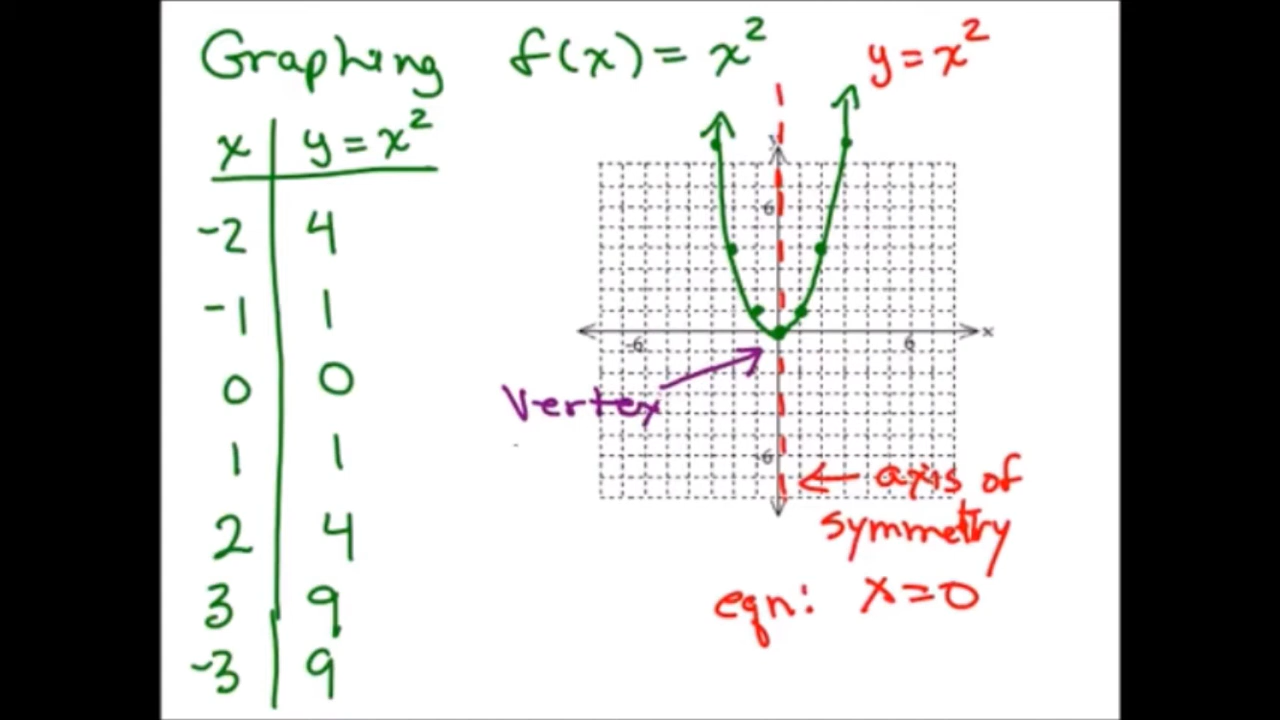 Graphing f(x) = x² y = x²
x y = x²
-2 4
-1 1
0 0
1 1
2 4
3 9
-3 9
y
6
-6 6 x
-6
Vertex
← axis of
symmetry
eqn: x = 0